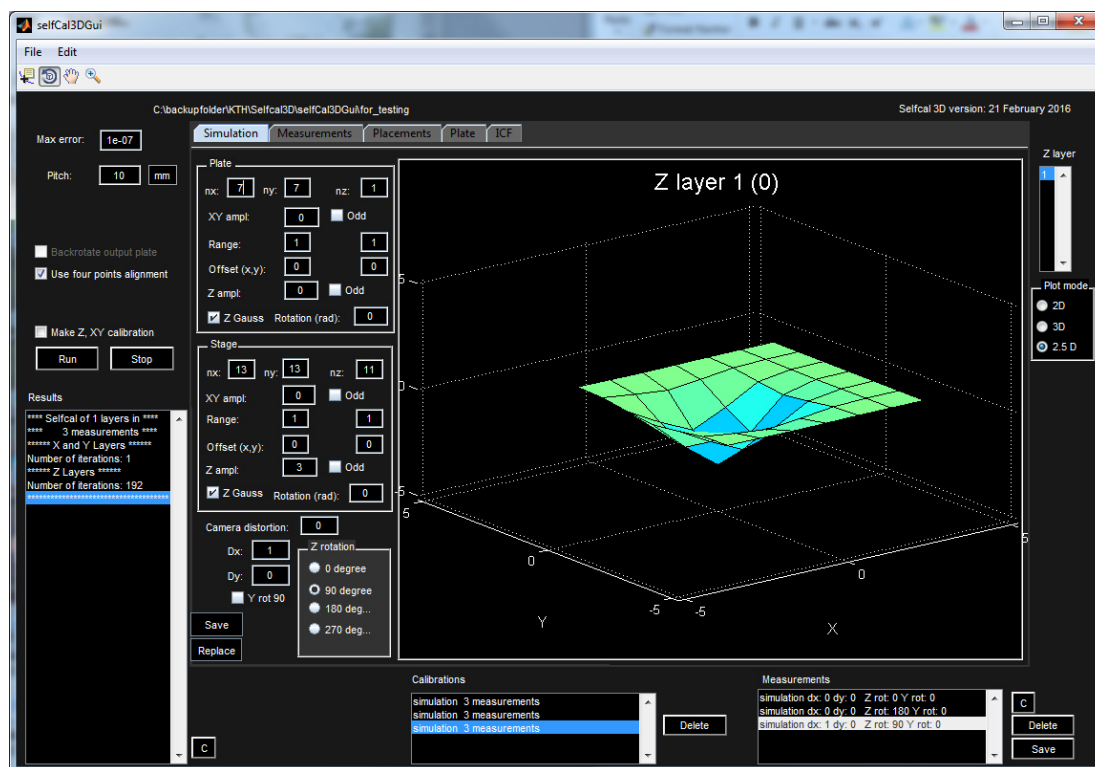 selfCal3DGui
File Edit
C:\backupfolder\KTH\Selfcal3D\selfCal3DGui\for_testing
Selfcal 3D version: 21 February 2016
Max error: 1e-07
Pitch: 10 mm
Backrotate output plate
Use four points alignment
Make Z, XY calibration
Run Stop
Results
**** Selfcal of 1 layers in ****
**** 3 measurements ****
****** X and Y Layers ******
Number of iterations: 1
****** Z Layers ******
Number of iterations: 192
C
Simulation Measurements Placements Plate ICF
Plate
nx: 7 ny: 7 nz: 1
XY ampl: 0 Odd
Range: 1 1
Offset (x,y): 0 0
Z ampl: 0 Odd
Z Gauss Rotation (rad): 0
Stage
nx: 13 ny: 13 nz: 11
XY ampl: 0 Odd
Range: 1 1
Offset (x,y): 0 0
Z ampl: 3 Odd
Z Gauss Rotation (rad): 0
Camera distortion: 0
Dx: 1
Dy: 0
Y rot 90
Z rotation
0 degree
90 degree
180 deg...
270 deg...
Save
Replace
Z layer 1 (0)
5
0
-5
5
0
-5
Y
-5
0
5
X
Z layer
1
Plot mode
2D
3D
2.5 D
Calibrations
simulation 3 measurements
simulation 3 measurements
simulation 3 measurements
Delete
Measurements
simulation dx: 0 dy: 0 Z rot: 0 Y rot: 0
simulation dx: 0 dy: 0 Z rot: 180 Y rot: 0
simulation dx: 1 dy: 0 Z rot: 90 Y rot: 0
C
Delete
Save